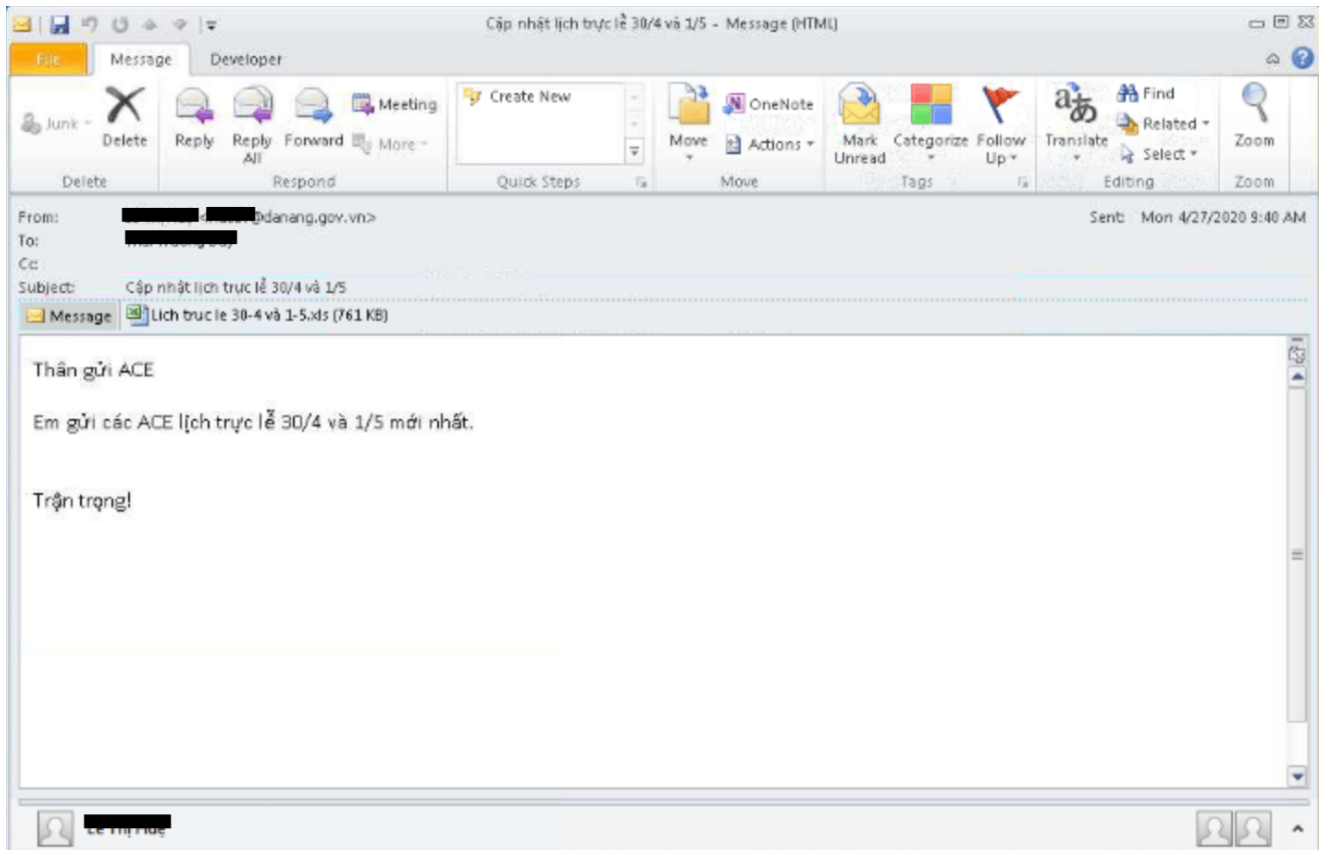 Cập nhật lịch trực lễ 30/4 và 1/5 - Message (HTML)
File Message Developer
Junk
Delete
Reply
Reply All
Forward
Meeting
More
Create New
Move
OneNote
Actions
Mark Unread
Categorize
Follow Up
Translate
Find
Related
Select
Zoom
Delete Respond Quick Steps Move Tags Editing Zoom
From: @danang.gov.vn> Sent: Mon 4/27/2020 9:40 AM
To:
Cc:
Subject: Cập nhật lịch trực lễ 30/4 và 1/5
Message Lich truc le 30-4 và 1-5.xls (761 KB)
Thân gửi ACE
Em gửi các ACE lịch trực lễ 30/4 và 1/5 mới nhất.
Trận trọng!